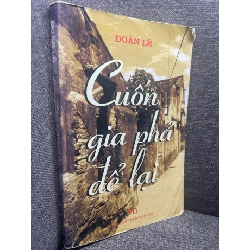 ĐOÀN LÊ
Cuốn
gia phả
để lại